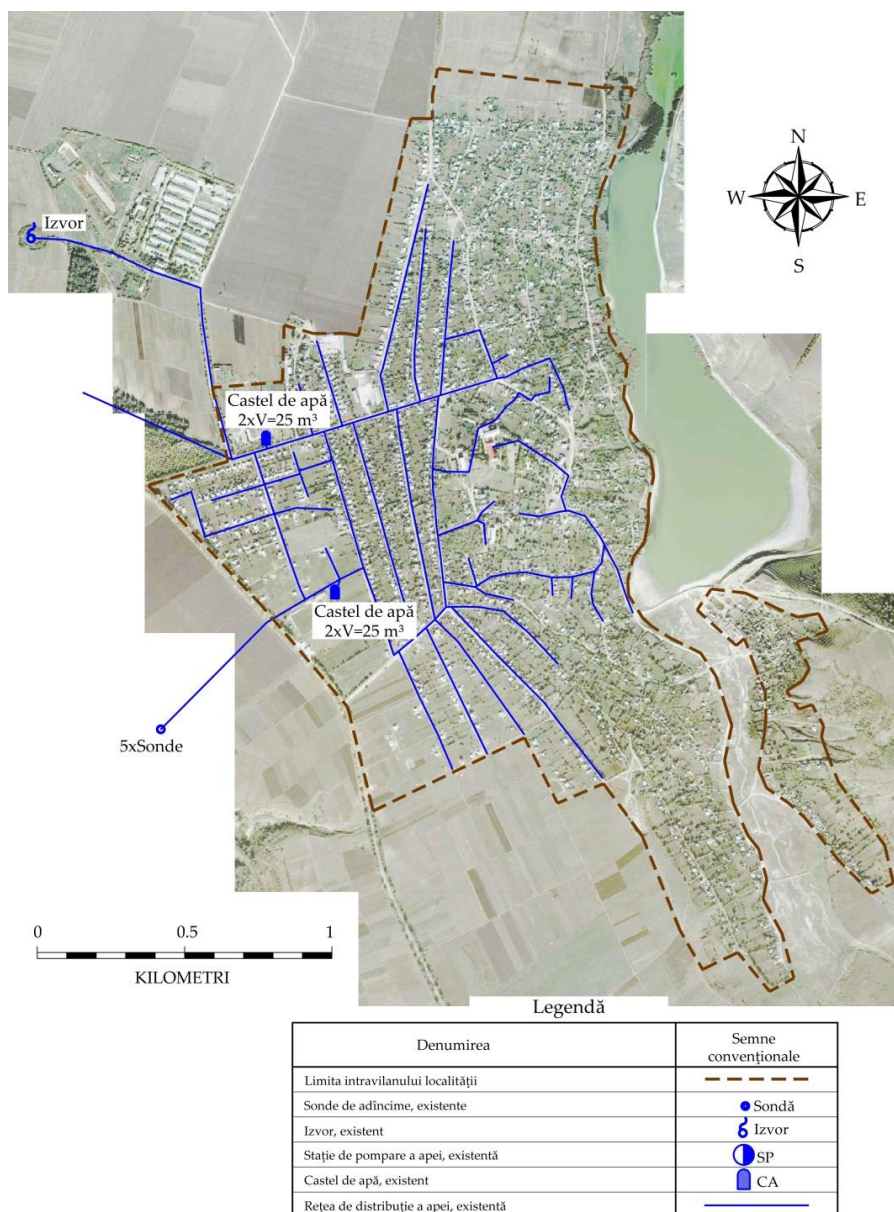 N
W
E
S
Izvor
Castel de apă
2xV=25 m³
Castel de apă
2xV=25 m³
5xSonde
0
0.5
1
KILOMETRI
Legendă
Denumirea
Semne
convenționale
Limita intravilanului localității
Sonde de adîncime, existente
Sondă
Izvor, existent
Izvor
Stație de pompare a apei, existentă
SP
Castel de apă, existent
CA
Rețea de distribuție a apei, existentă